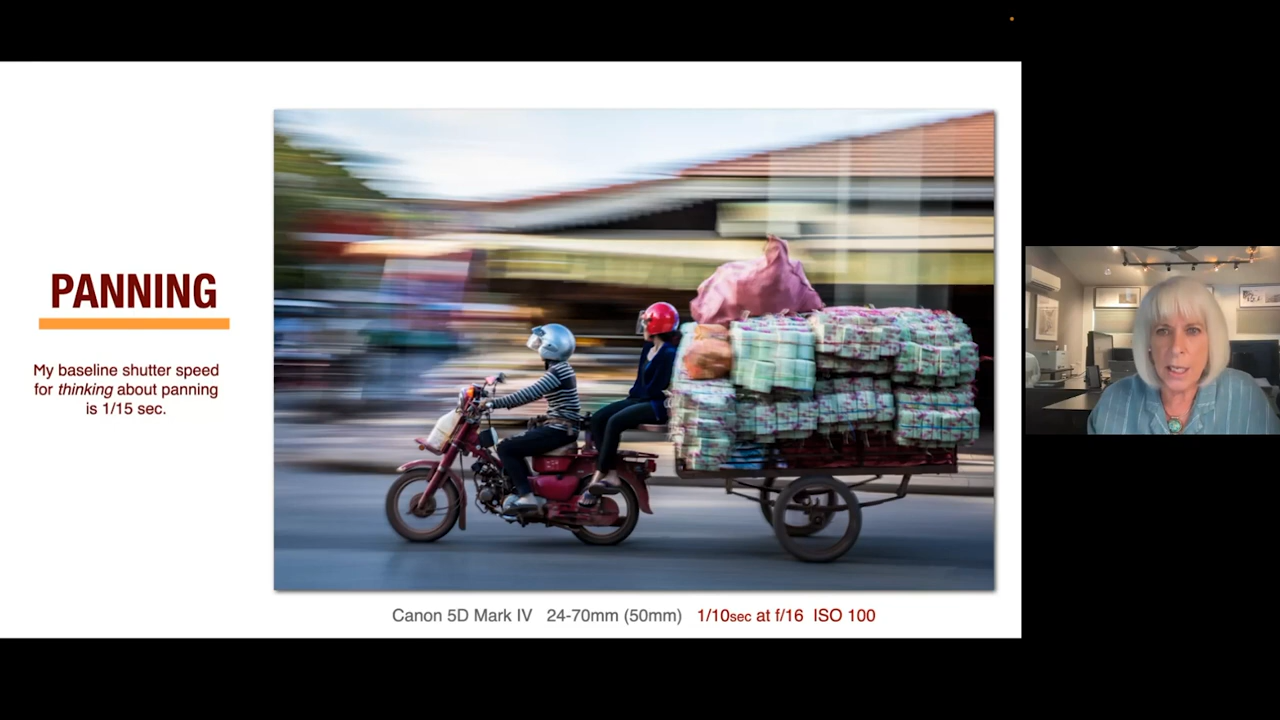 PANNING
My baseline shutter speed
for thinking about panning
is 1/15 sec.
Canon 5D Mark IV 24-70mm (50mm) 1/10sec at f/16 ISO 100